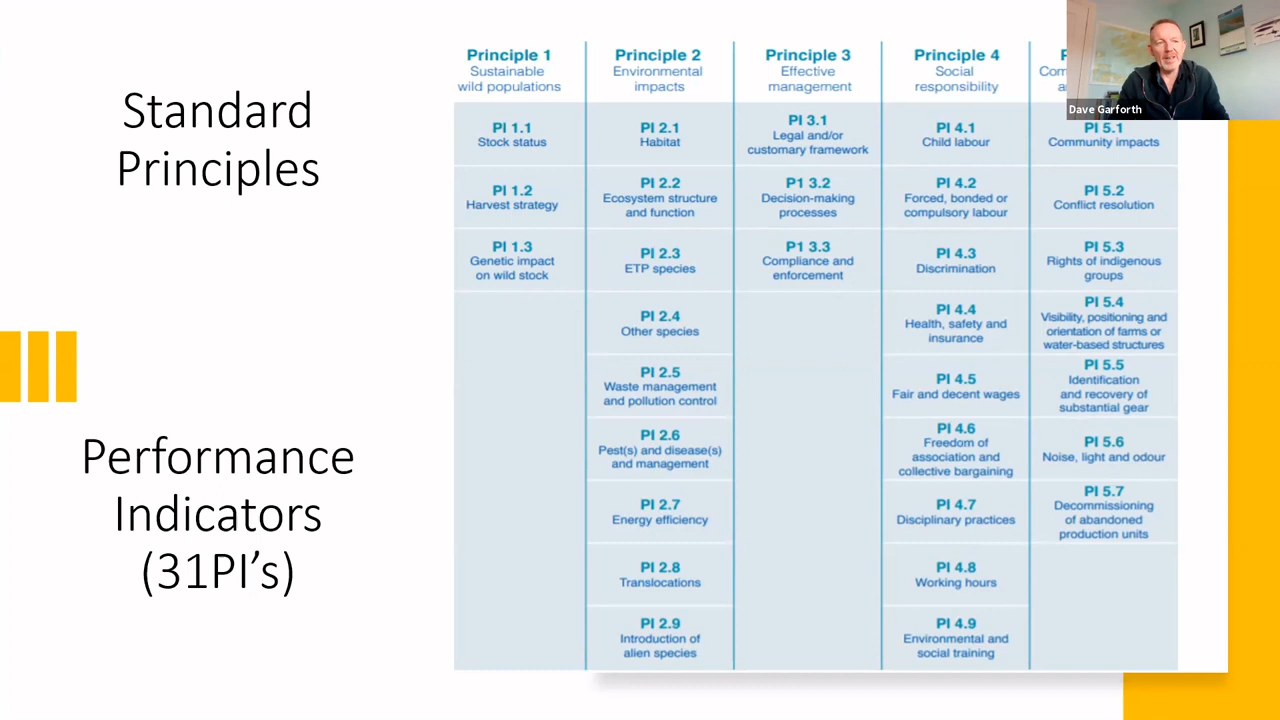 Standard
Principles
Performance
Indicators
(31PI’s)
Principle 1
Sustainable
wild populations
PI 1.1
Stock status
PI 1.2
Harvest strategy
PI 1.3
Genetic impact
on wild stock
Principle 2
Environmental
impacts
PI 2.1
Habitat
PI 2.2
Ecosystem structure
and function
PI 2.3
ETP species
PI 2.4
Other species
PI 2.5
Waste management
and pollution control
PI 2.6
Pest(s) and disease(s)
and management
PI 2.7
Energy efficiency
PI 2.8
Translocations
PI 2.9
Introduction of
alien species
Principle 3
Effective
management
PI 3.1
Legal and/or
customary framework
P1 3.2
Decision-making
processes
P1 3.3
Compliance and
enforcement
Principle 4
Social
responsibility
PI 4.1
Child labour
PI 4.2
Forced, bonded or
compulsory labour
PI 4.3
Discrimination
PI 4.4
Health, safety and
insurance
PI 4.5
Fair and decent wages
PI 4.6
Freedom of
association and
collective bargaining
PI 4.7
Disciplinary practices
PI 4.8
Working hours
PI 4.9
Environmental and
social training
PI 5.1
Community impacts
PI 5.2
Conflict resolution
PI 5.3
Rights of indigenous
groups
PI 5.4
Visibility, positioning and
orientation of farms or
water-based structures
PI 5.5
Identification
and recovery of
substantial gear
PI 5.6
Noise, light and odour
PI 5.7
Decommissioning
of abandoned
production units
Dave Garforth